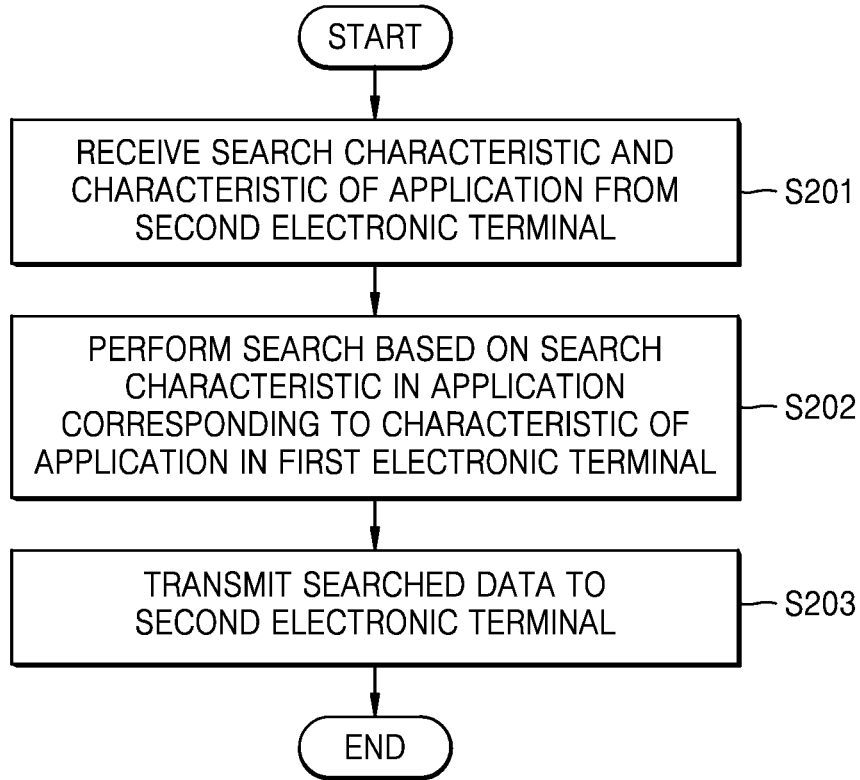 START
RECEIVE SEARCH CHARACTERISTIC AND
CHARACTERISTIC OF APPLICATION FROM
SECOND ELECTRONIC TERMINAL
S201
PERFORM SEARCH BASED ON SEARCH
CHARACTERISTIC IN APPLICATION
CORRESPONDING TO CHARACTERISTIC OF
APPLICATION IN FIRST ELECTRONIC TERMINAL
S202
TRANSMIT SEARCHED DATA TO
SECOND ELECTRONIC TERMINAL
S203
END